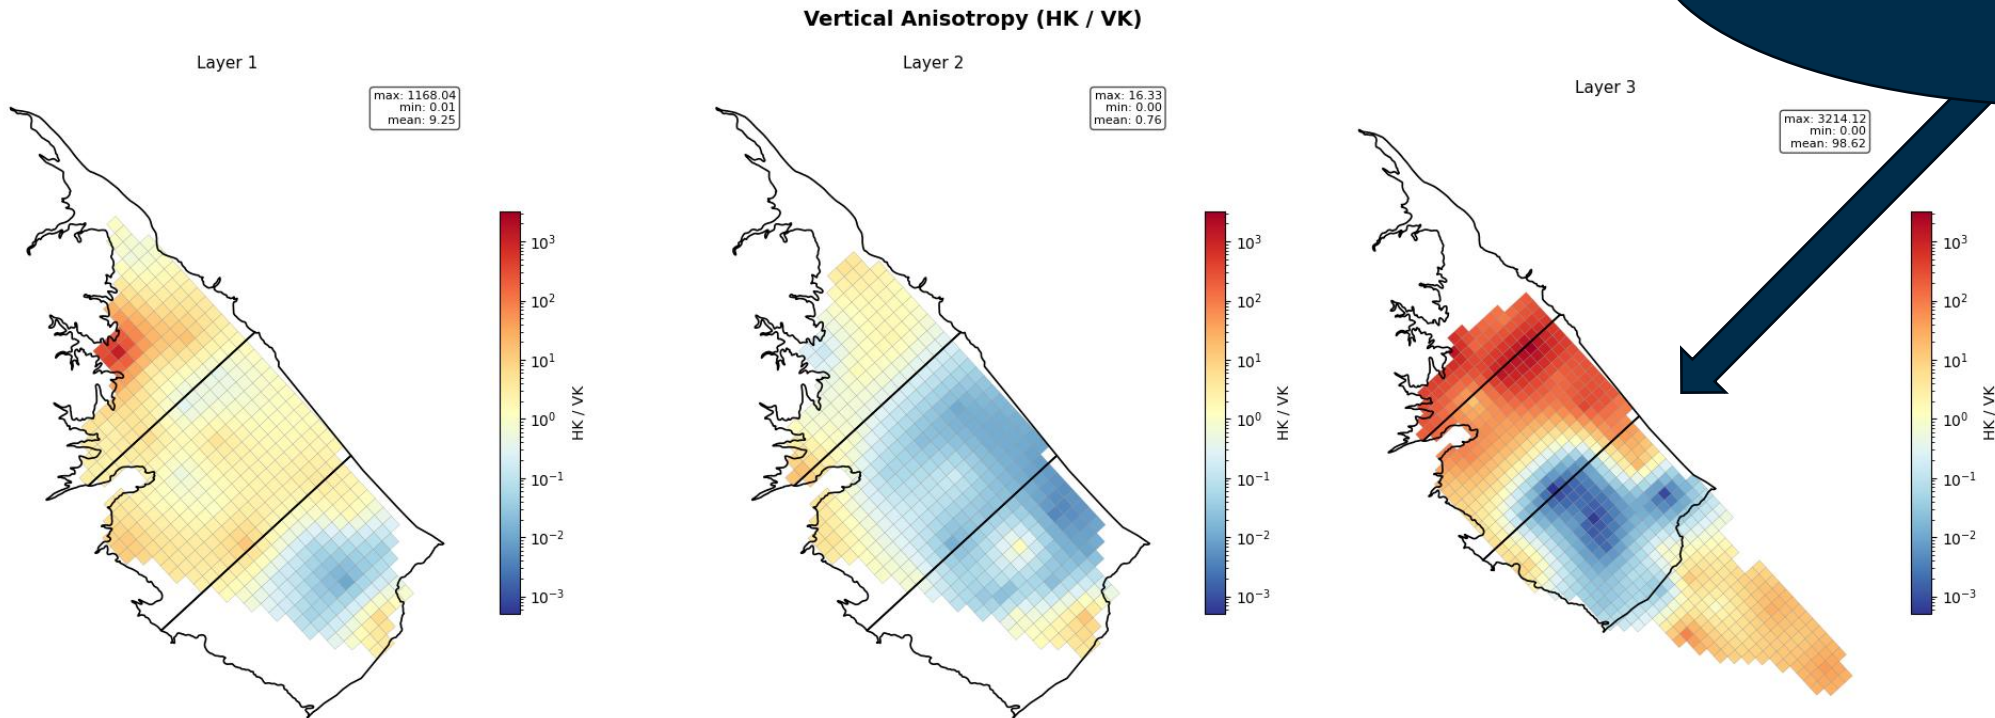 Vertical Anisotropy (HK / VK)
Layer 1
max: 1168.04
min: 0.01
mean: 9.25
10³
10²
10¹
10⁰
10⁻¹
10⁻²
10⁻³
HK / VK
Layer 2
max: 16.33
min: 0.00
mean: 0.76
10³
10²
10¹
10⁰
10⁻¹
10⁻²
10⁻³
HK / VK
Layer 3
max: 3214.12
min: 0.00
mean: 98.62
10³
10²
10¹
10⁰
10⁻¹
10⁻²
10⁻³
HK / VK